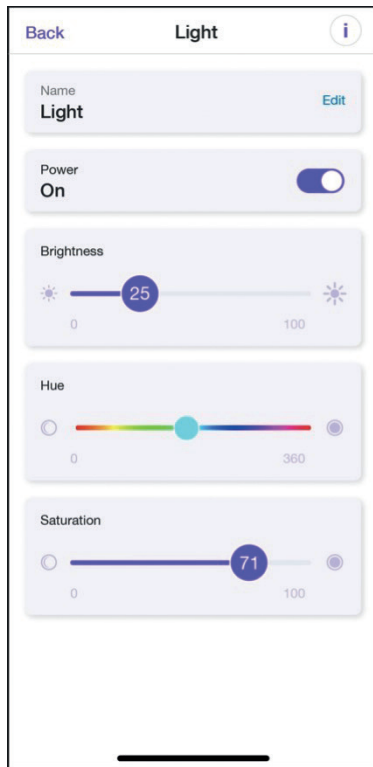 Back Light i
Name
Light Edit
Power
On
Brightness
25
0 100
Hue
0 360
Saturation
71
0 100